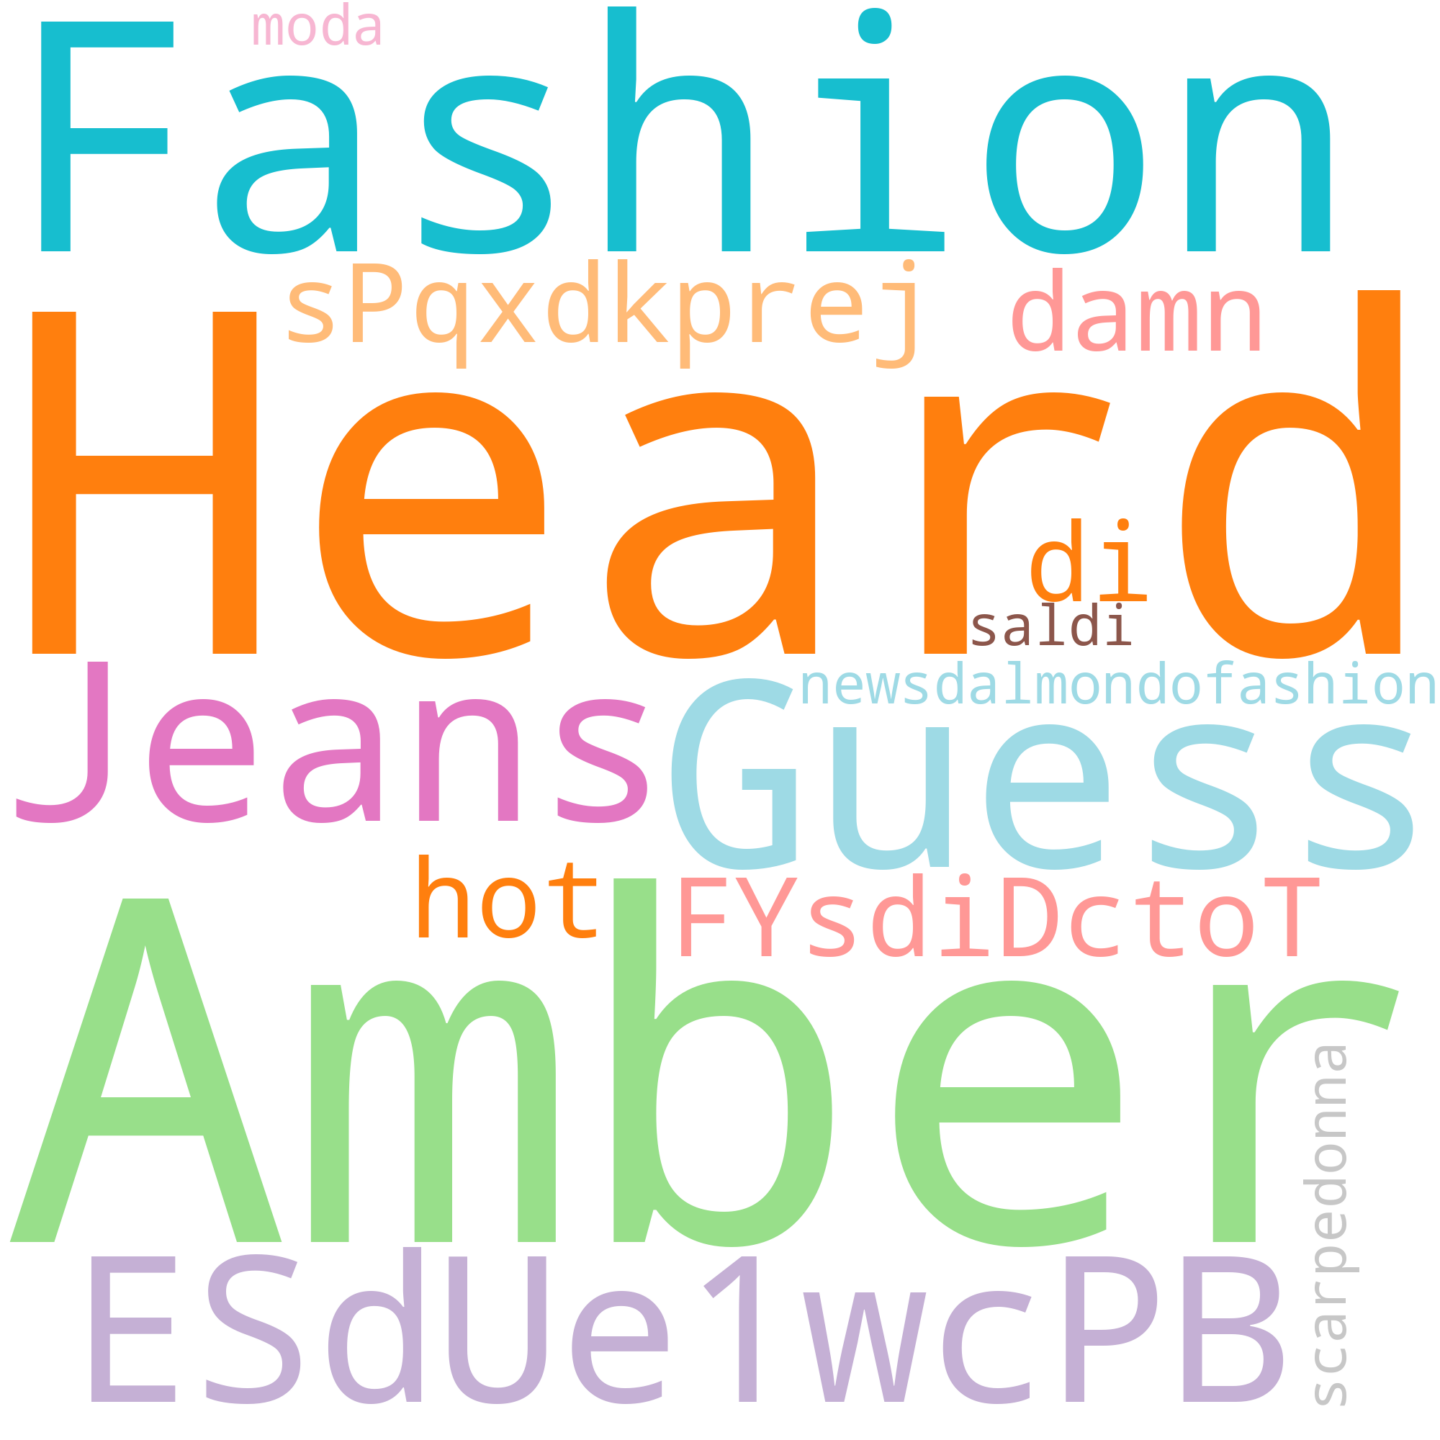 moda
Fashion
sPqxdkprej
damn
Heard
di
saldi
newsdalmondofashion
Jeans
Guess
hot
FYsdiDctoT
Amber
scarpedonna
ESdUe1wcPB